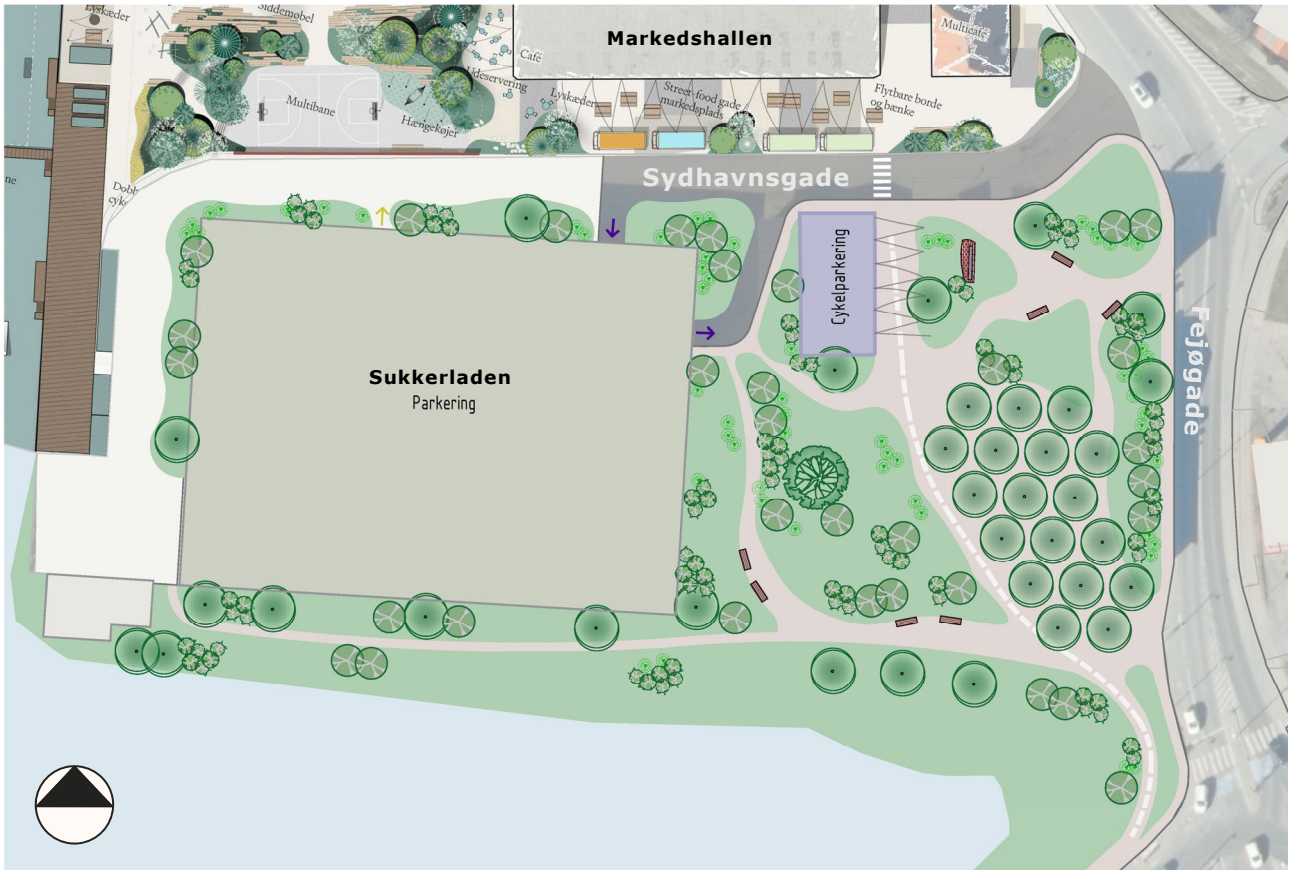 Lyskæder
Siddemøbel
Markedshallen
Multicafé
Café
Udeservering
Lyskæder
Street-food gade
markedsplads
Flytbare borde
og bænke
Multibane
Hængekøjer
Sydhavnsgade
Cykelparkering
Fejøgade
Sukkerladen
Parkering